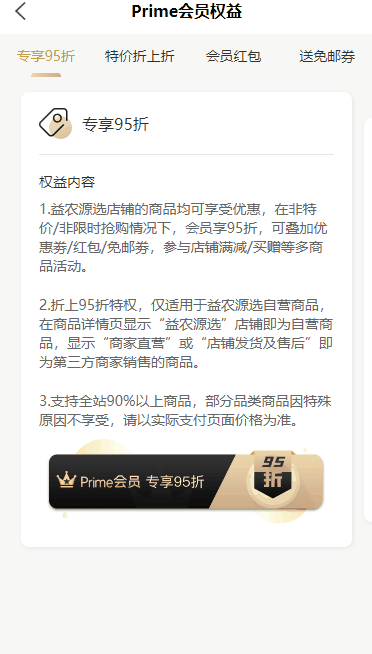 Prime会员权益
专享95折 特价折上折 会员红包 送免邮券
专享95折
权益内容
1.益农源选店铺的商品均可享受优惠，在非特
价/非限时抢购情况下，会员享95折，可叠加优
惠券/红包/免邮券，参与店铺满减/买赠等多商
品活动。
2.折上95折特权，仅适用于益农源选自营商品，
在商品详情页显示“益农源选”店铺即为自营商
品，显示“商家直营”或“店铺发货及售后”即
为第三方商家销售的商品。
3.支持全站90%以上商品，部分品类商品因特殊
原因不享受，请以实际支付页面价格为准。
Prime会员 专享95折
95
折